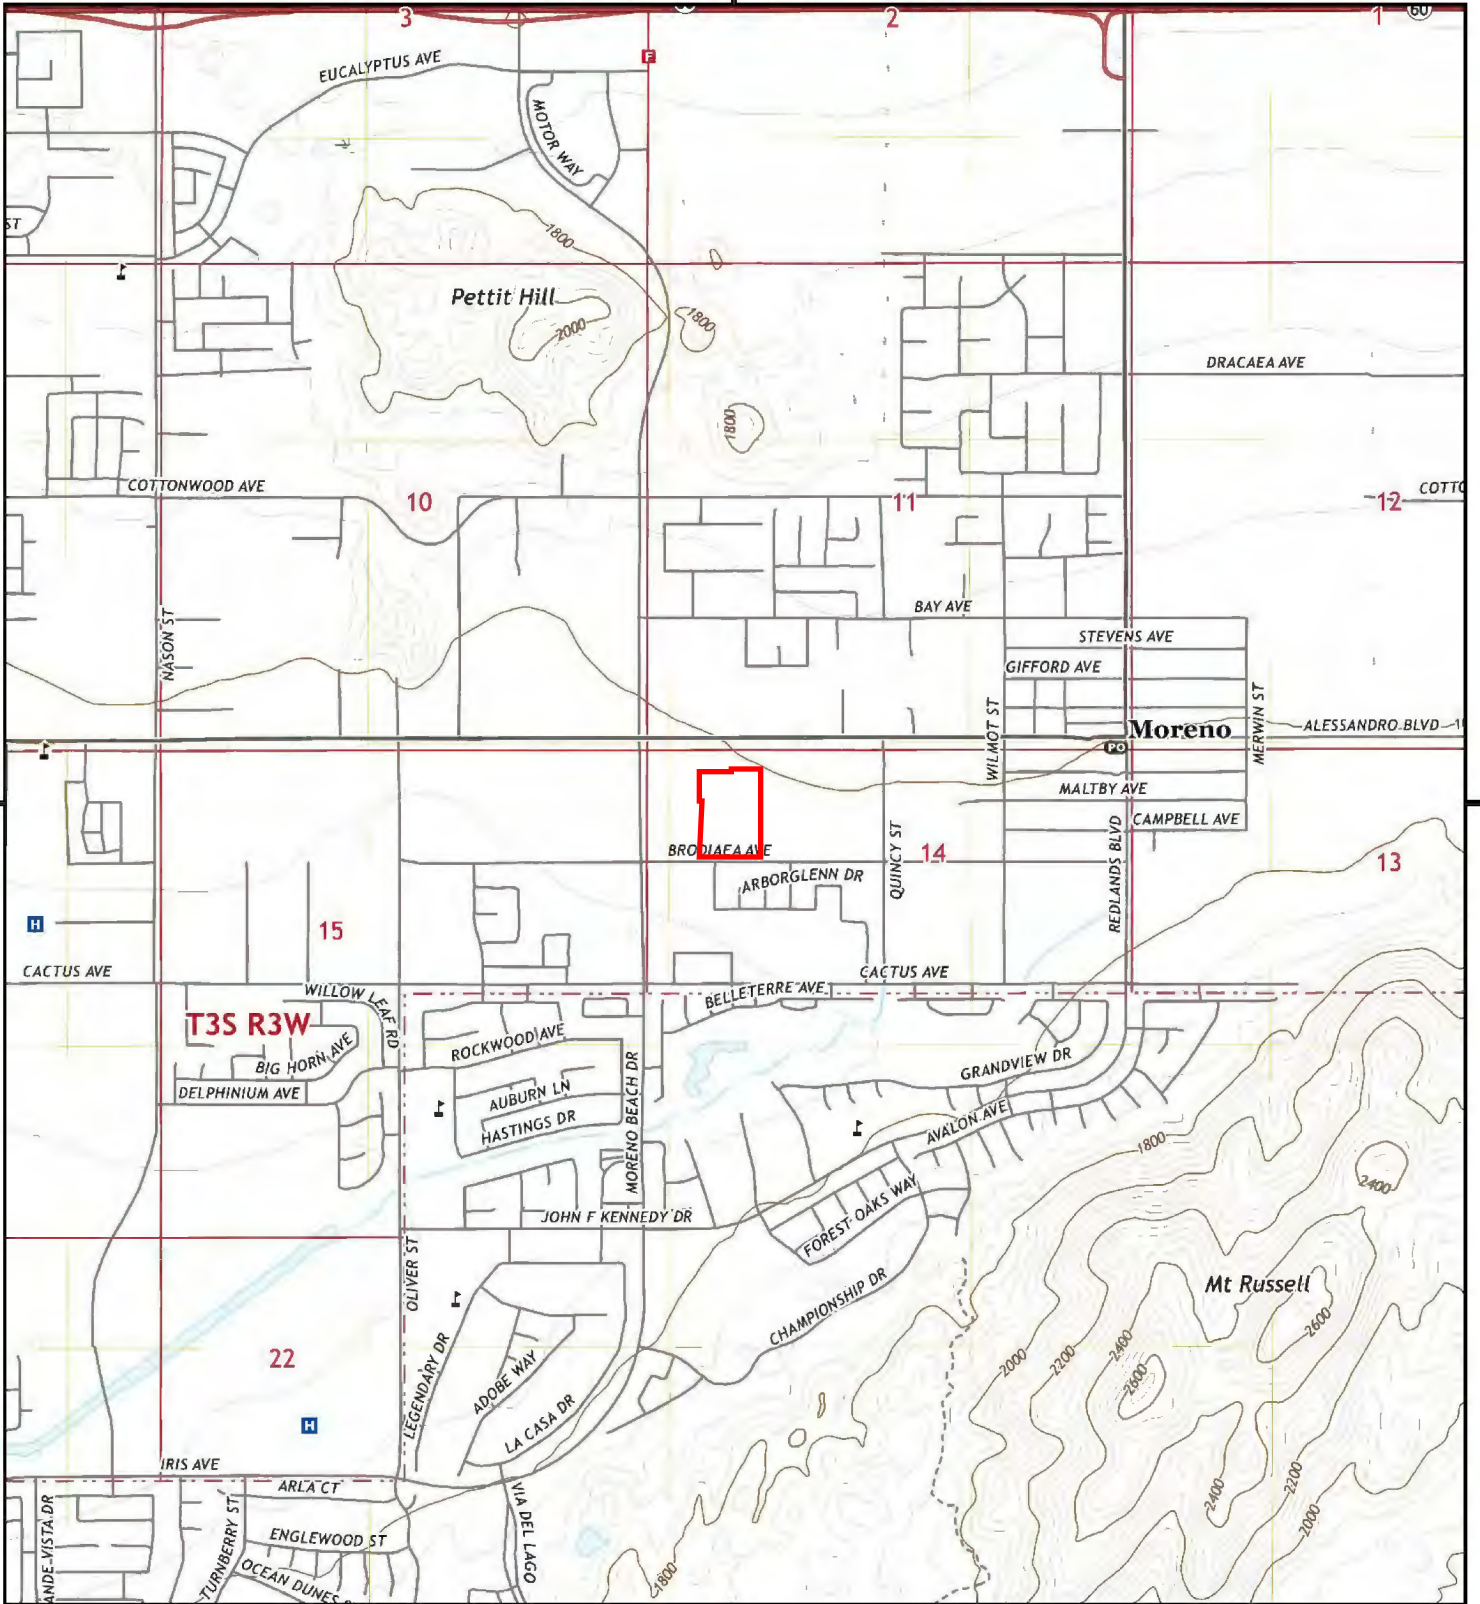 3
2
1
60
EUCALYPTUS AVE
F
MOTOR WAY
ST
1800
Pettit Hill
2000
1800
DRACAEA AVE
1800
COTTONWOOD AVE
10
11
12
COTTO
BAY AVE
STEVENS AVE
NASON ST
GIFFORD AVE
WILMOT ST
MERWIN ST
Moreno
ALESSANDRO BLVD
PO
MALTBY AVE
CAMPBELL AVE
BRODIAEA AVE
QUINCY ST
14
REDLANDS BLVD
13
ARBORGLENN DR
H
15
CACTUS AVE
CACTUS AVE
WILLOW LEAF RD
BELLETERRE AVE
T3S R3W
ROCKWOOD AVE
BIG HORN AVE
GRANDVIEW DR
DELPHINIUM AVE
AUBURN LN
MORENO BEACH DR
HASTINGS DR
AVALON AVE
1800
2400
JOHN F KENNEDY DR
FOREST OAKS WAY
OLIVER ST
CHAMPIONSHIP DR
Mt Russell
2600
2400
22
LEGENDARY DR
ADOBE WAY
2000
2200
2600
LA CASA DR
H
IRIS AVE
ARLA CT
2400
2200
2000
VIA DEL LAGO
ANDE VISTA DR
TURNBERRY ST
ENGLEWOOD ST
OCEAN DUNES
1800